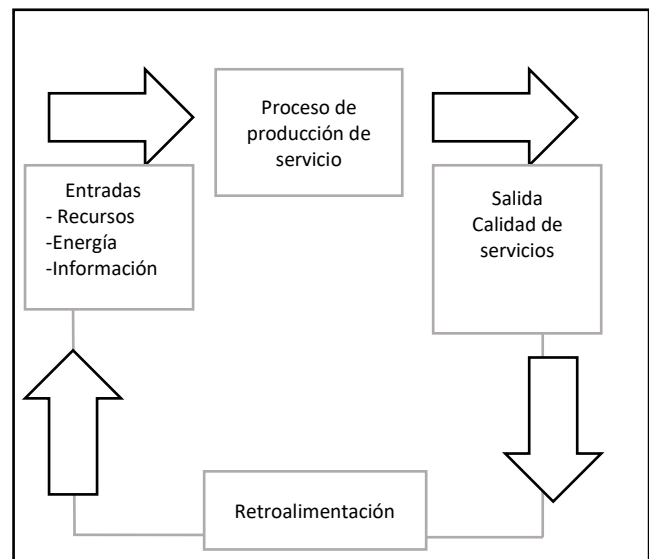 Proceso de
producción de
servicio
Entradas
- Recursos
-Energía
-Información
Salida
Calidad de
servicios
Retroalimentación